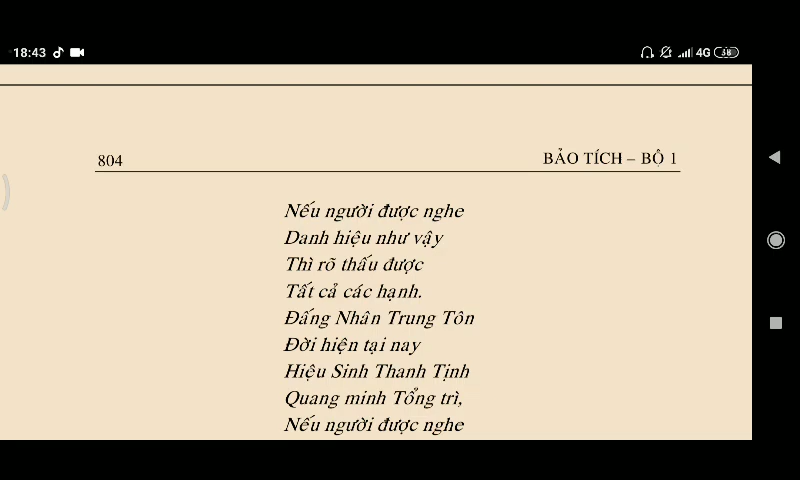 18:43
4G 38
804
BẢO TÍCH – BỘ 1
Nếu người được nghe
Danh hiệu như vậy
Thì rõ thấu được
Tất cả các hạnh.
Đấng Nhân Trung Tôn
Đời hiện tại nay
Hiệu Sinh Thanh Tịnh
Quang minh Tổng trì,
Nếu người được nghe